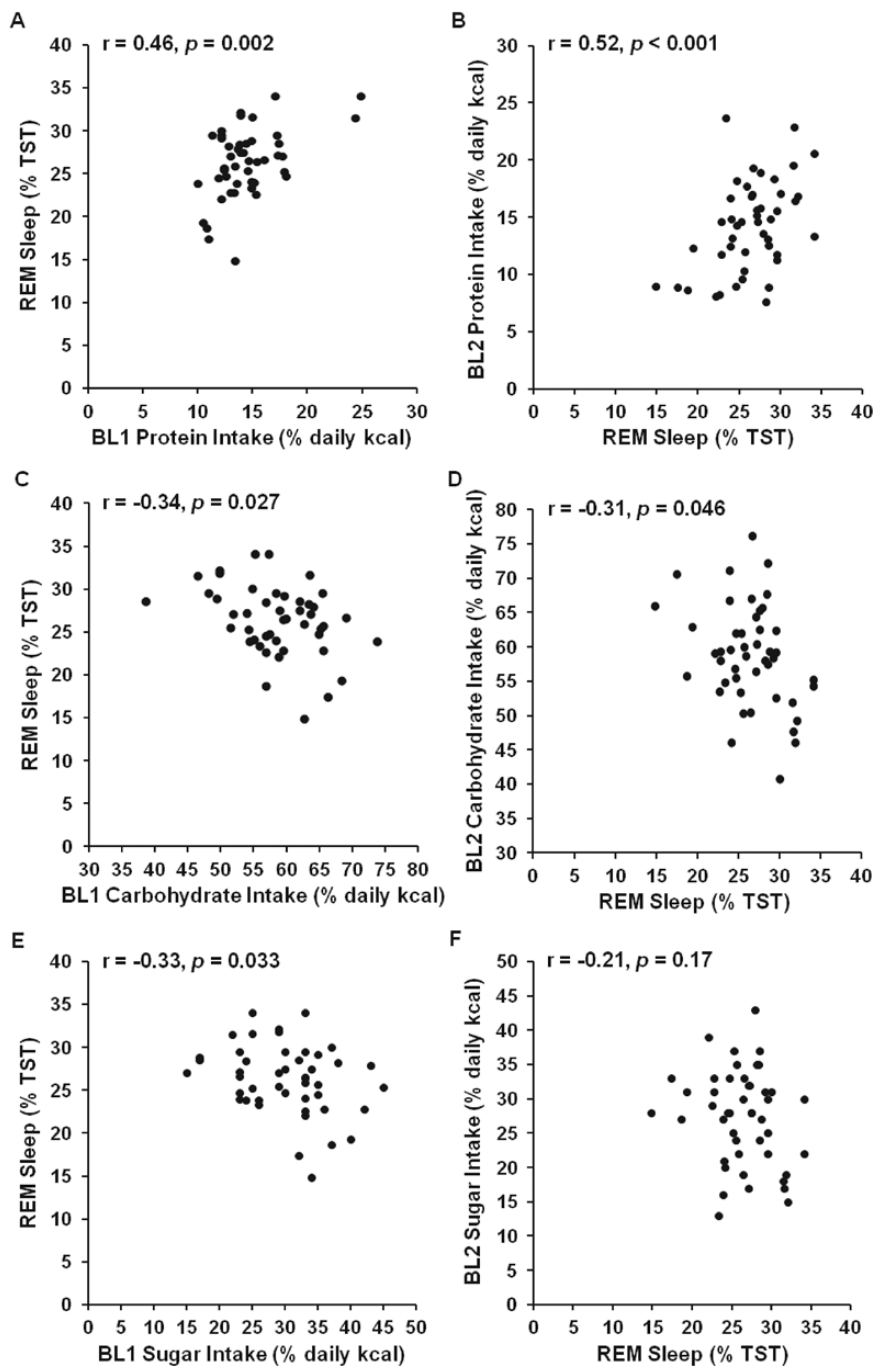 A
r = 0.46, p = 0.002
REM Sleep (% TST)
40
35
30
25
20
15
10
5
0
0 5 10 15 20 25 30
BL1 Protein Intake (% daily kcal)
B
r = 0.52, p < 0.001
BL2 Protein Intake (% daily kcal)
30
25
20
15
10
5
0
0 5 10 15 20 25 30 35 40
REM Sleep (% TST)
C
r = -0.34, p = 0.027
REM Sleep (% TST)
40
35
30
25
20
15
10
5
0
30 35 40 45 50 55 60 65 70 75 80
BL1 Carbohydrate Intake (% daily kcal)
D
r = -0.31, p = 0.046
BL2 Carbohydrate Intake (% daily kcal)
80
75
70
65
60
55
50
45
40
35
30
0 5 10 15 20 25 30 35 40
REM Sleep (% TST)
E
r = -0.33, p = 0.033
REM Sleep (% TST)
40
35
30
25
20
15
10
5
0
0 5 10 15 20 25 30 35 40 45 50
BL1 Sugar Intake (% daily kcal)
F
r = -0.21, p = 0.17
BL2 Sugar Intake (% daily kcal)
50
45
40
35
30
25
20
15
10
5
0
0 5 10 15 20 25 30 35 40
REM Sleep (% TST)